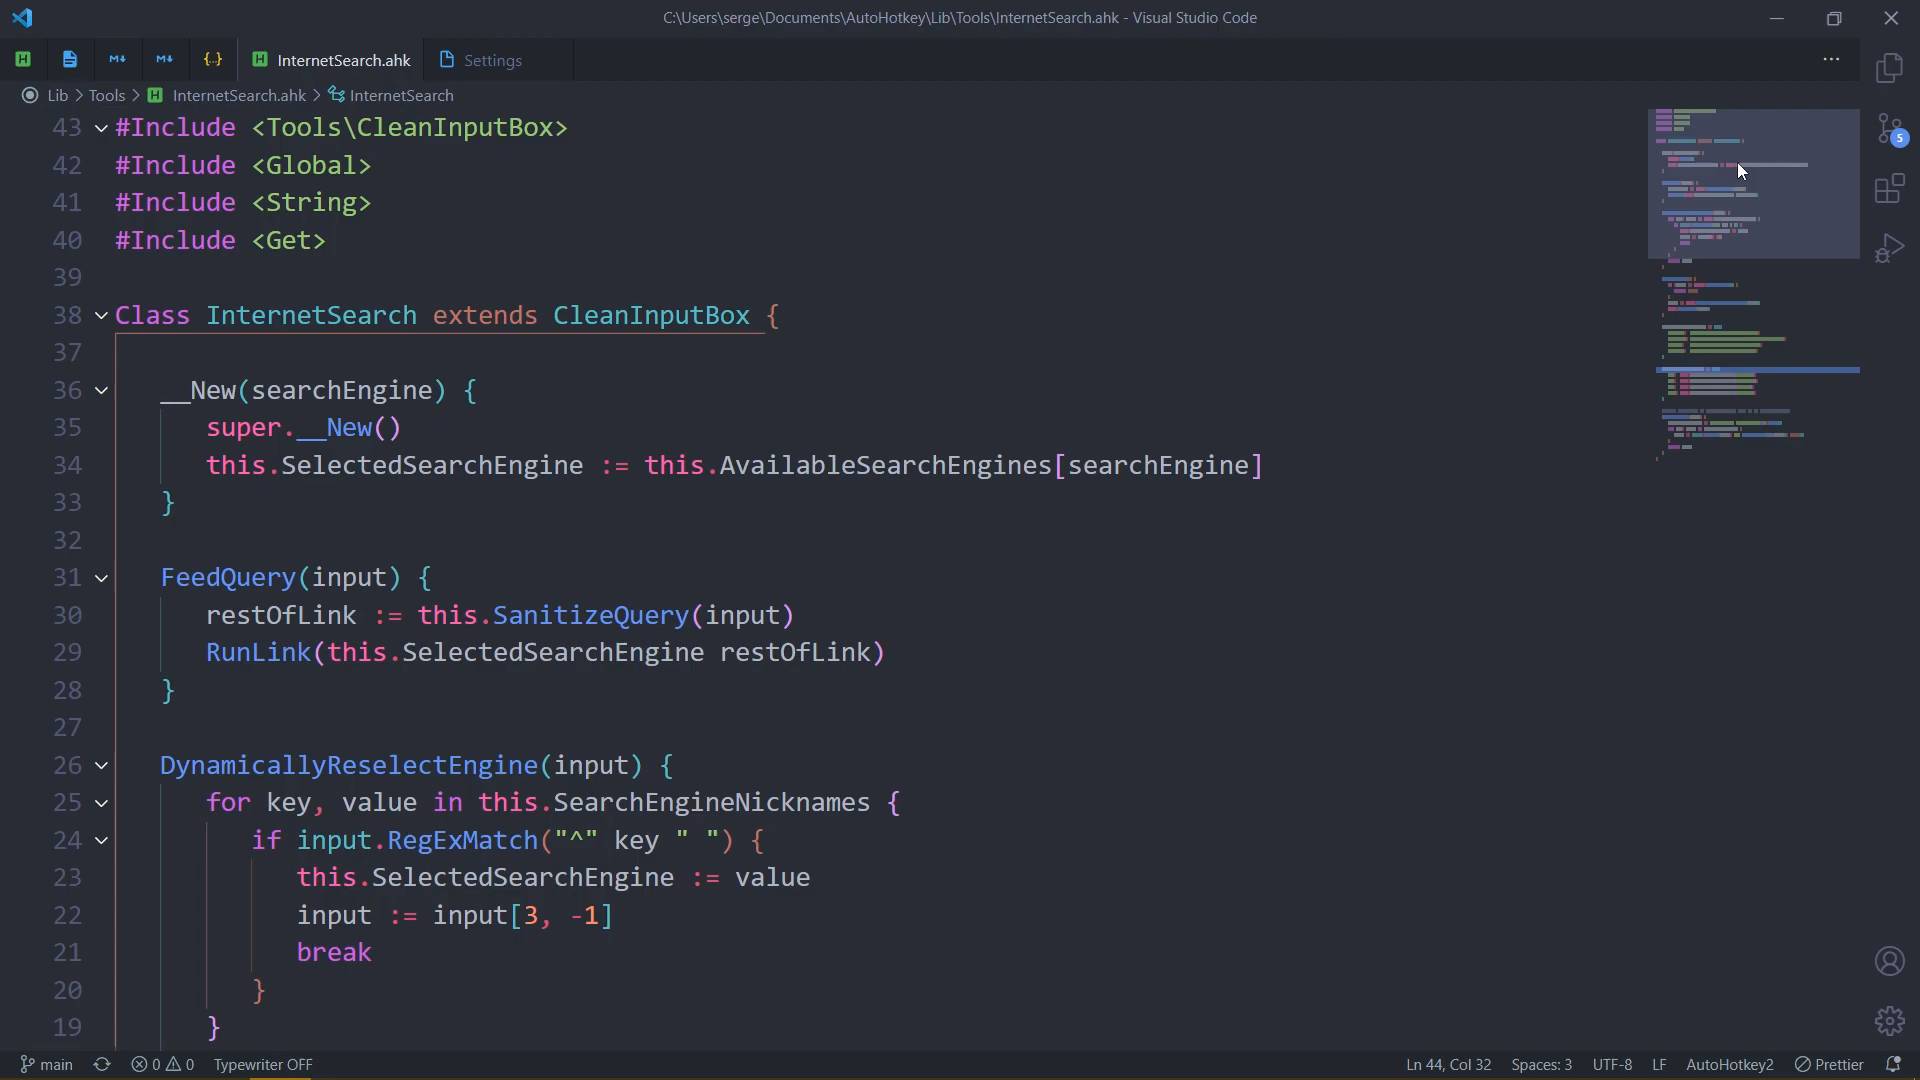 C:\Users\serge\Documents\AutoHotkey\Lib\Tools\InternetSearch.ahk - Visual Studio Code
H M↓ M↓ {..} H InternetSearch.ahk Settings ...
Lib > Tools > H InternetSearch.ahk > InternetSearch
43 #Include <Tools\CleanInputBox>
42 #Include <Global>
41 #Include <String>
40 #Include <Get>
39
38 Class InternetSearch extends CleanInputBox {
37
36 __New(searchEngine) {
35 super.__New()
34 this.SelectedSearchEngine := this.AvailableSearchEngines[searchEngine]
33 }
32
31 FeedQuery(input) {
30 restOfLink := this.SanitizeQuery(input)
29 RunLink(this.SelectedSearchEngine restOfLink)
28 }
27
26 DynamicallyReselectEngine(input) {
25 for key, value in this.SearchEngineNicknames {
24 if input.RegExMatch("^" key " ") {
23 this.SelectedSearchEngine := value
22 input := input[3, -1]
21 break
20 }
19 }
5
main 0 0 Typewriter OFF Ln 44, Col 32 Spaces: 3 UTF-8 LF AutoHotkey2 Prettier